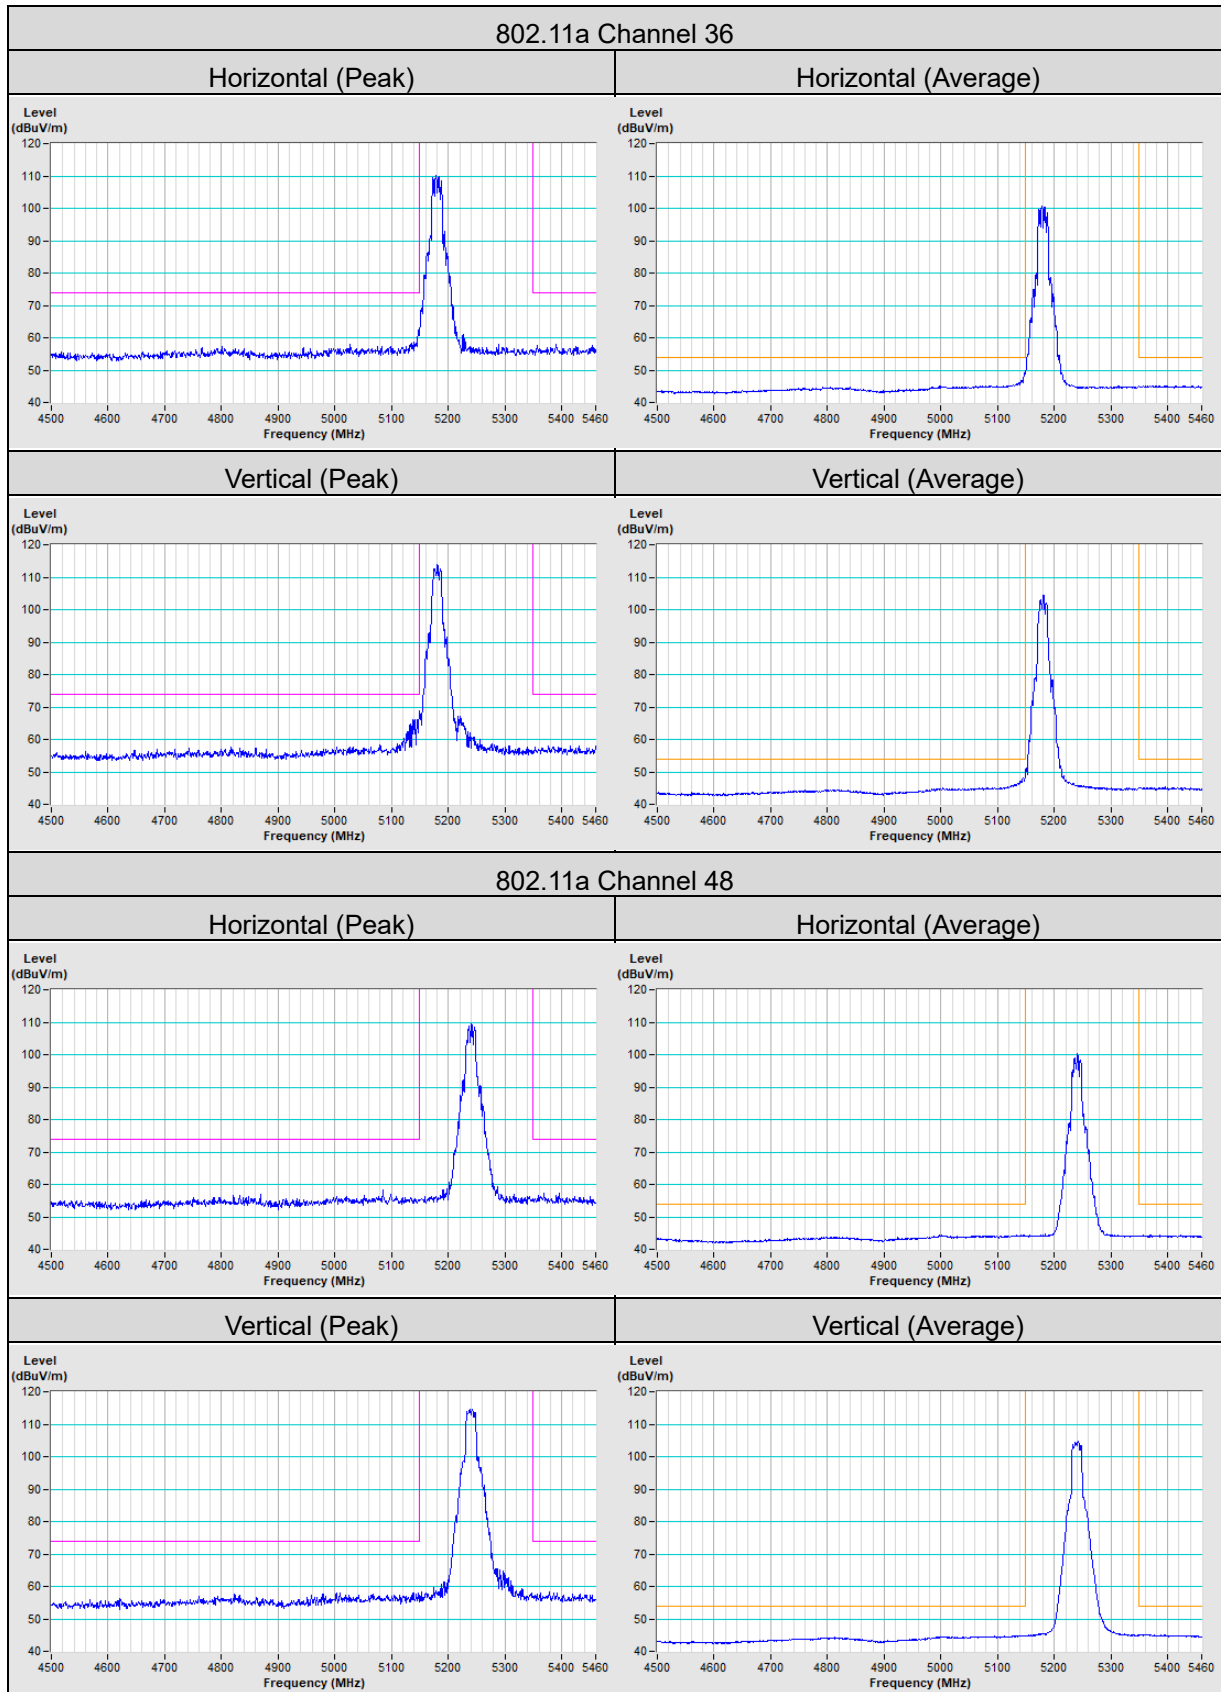 802.11a Channel 36
Horizontal (Peak) Horizontal (Average)
Level Level
(dBuV/m) (dBuV/m)
120 120
110 110
100 100
90 90
80 80
70 70
60 60
50 50
40 40
4500 4600 4700 4800 4900 5000 5100 5200 5300 5400 5460 4500 4600 4700 4800 4900 5000 5100 5200 5300 5400 5460
Frequency (MHz) Frequency (MHz)
Vertical (Peak) Vertical (Average)
Level Level
(dBuV/m) (dBuV/m)
120 120
110 110
100 100
90 90
80 80
70 70
60 60
50 50
40 40
4500 4600 4700 4800 4900 5000 5100 5200 5300 5400 5460 4500 4600 4700 4800 4900 5000 5100 5200 5300 5400 5460
Frequency (MHz) Frequency (MHz)
802.11a Channel 48
Horizontal (Peak) Horizontal (Average)
Level Level
(dBuV/m) (dBuV/m)
120 120
110 110
100 100
90 90
80 80
70 70
60 60
50 50
40 40
4500 4600 4700 4800 4900 5000 5100 5200 5300 5400 5460 4500 4600 4700 4800 4900 5000 5100 5200 5300 5400 5460
Frequency (MHz) Frequency (MHz)
Vertical (Peak) Vertical (Average)
Level Level
(dBuV/m) (dBuV/m)
120 120
110 110
100 100
90 90
80 80
70 70
60 60
50 50
40 40
4500 4600 4700 4800 4900 5000 5100 5200 5300 5400 5460 4500 4600 4700 4800 4900 5000 5100 5200 5300 5400 5460
Frequency (MHz) Frequency (MHz)